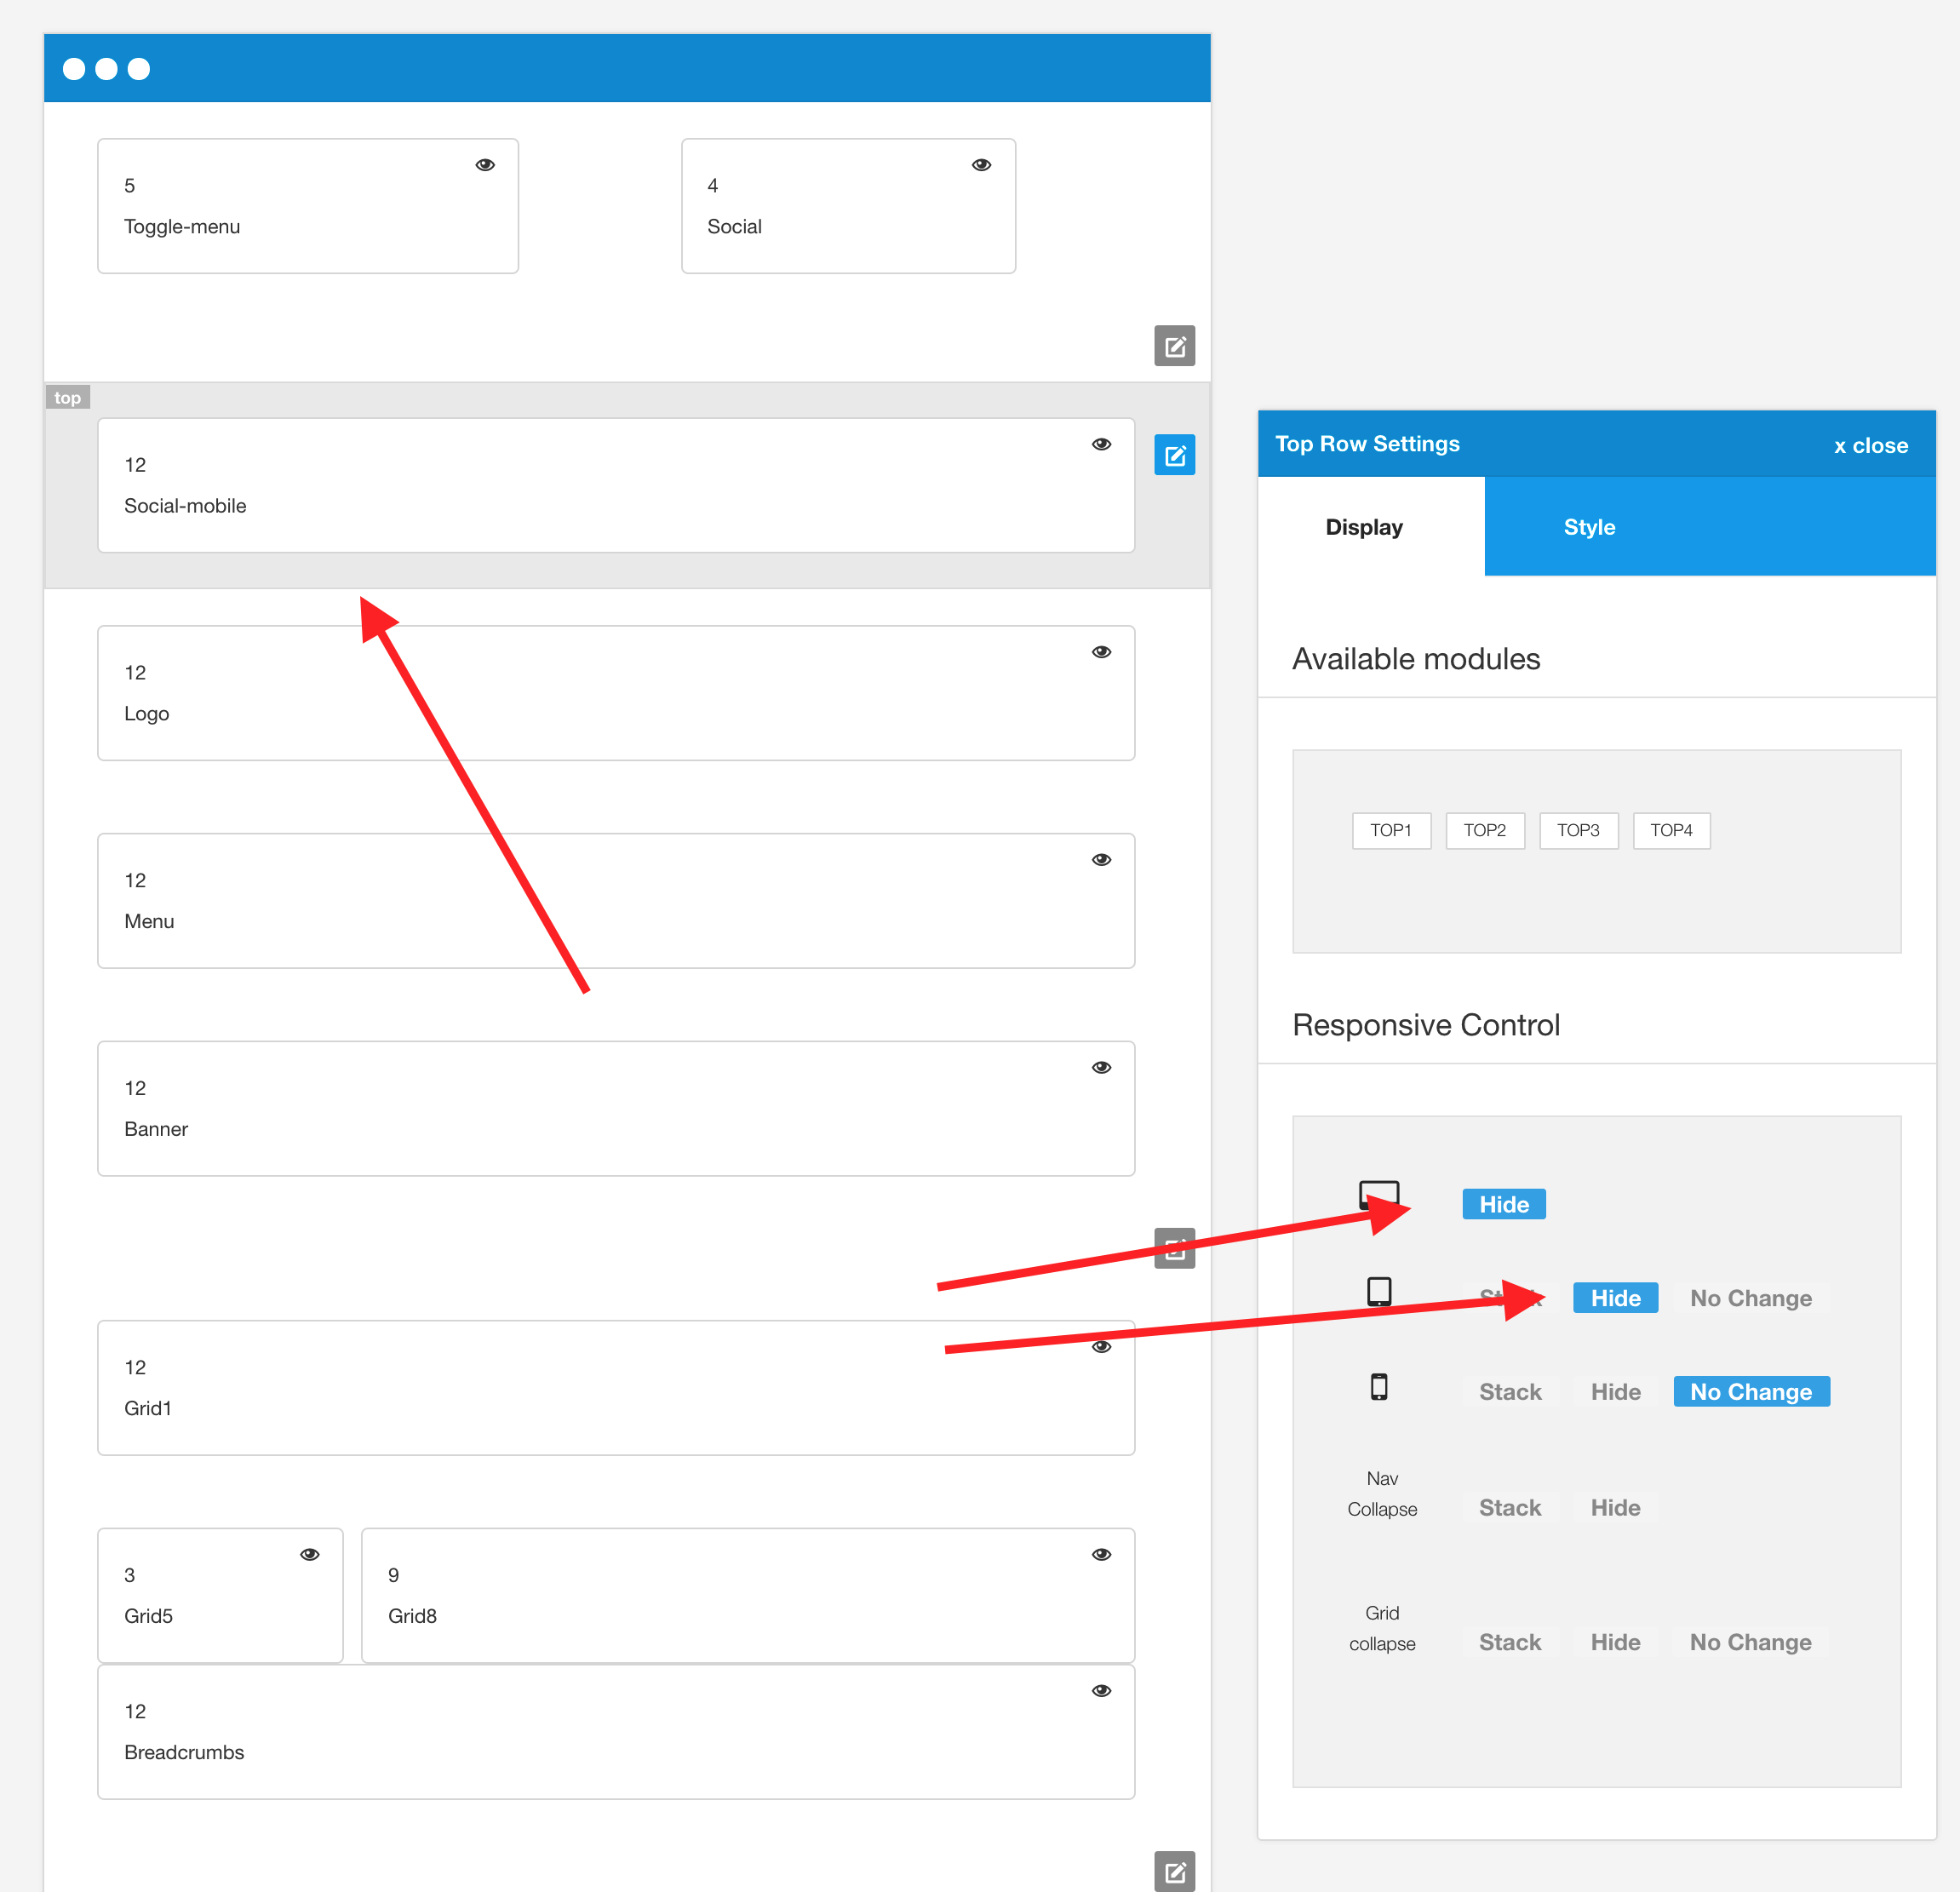 5
Toggle-menu
4
Social
top
12
Social-mobile
12
Logo
12
Menu
12
Banner
12
Grid1
3
Grid5
9
Grid8
12
Breadcrumbs
Top Row Settings
x close
Display
Style
Available modules
TOP1 TOP2 TOP3 TOP4
Responsive Control
Hide
Stack Hide No Change
Stack Hide No Change
Nav
Collapse
Stack Hide
Grid
collapse
Stack Hide No Change